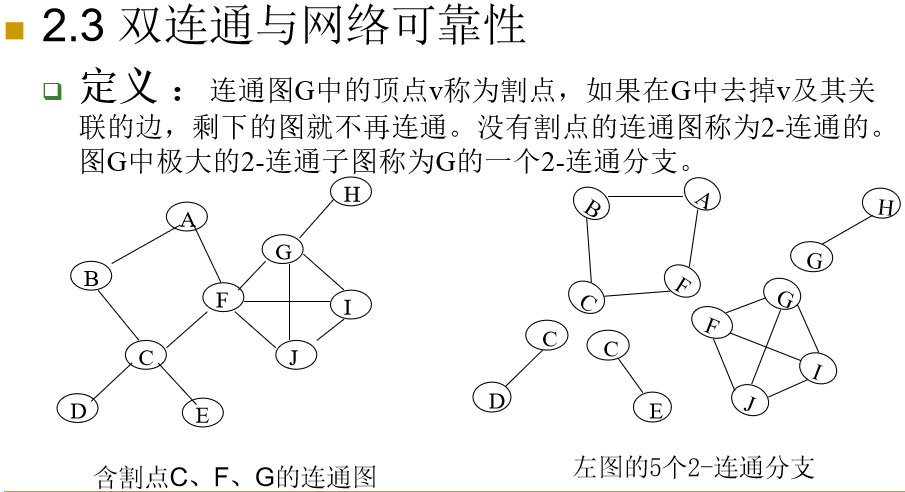 2.3 双连通与网络可靠性
定义： 连通图G中的顶点v称为割点，如果在G中去掉v及其关
联的边，剩下的图就不再连通。没有割点的连通图称为2-连通的。
图G中极大的2-连通子图称为G的一个2-连通分支。
H
A
G
B
F
I
C
J
D
E
含割点C、F、G的连通图
B
A
H
G
F
C
G
F
C
C
I
D
E
J
左图的5个2-连通分支